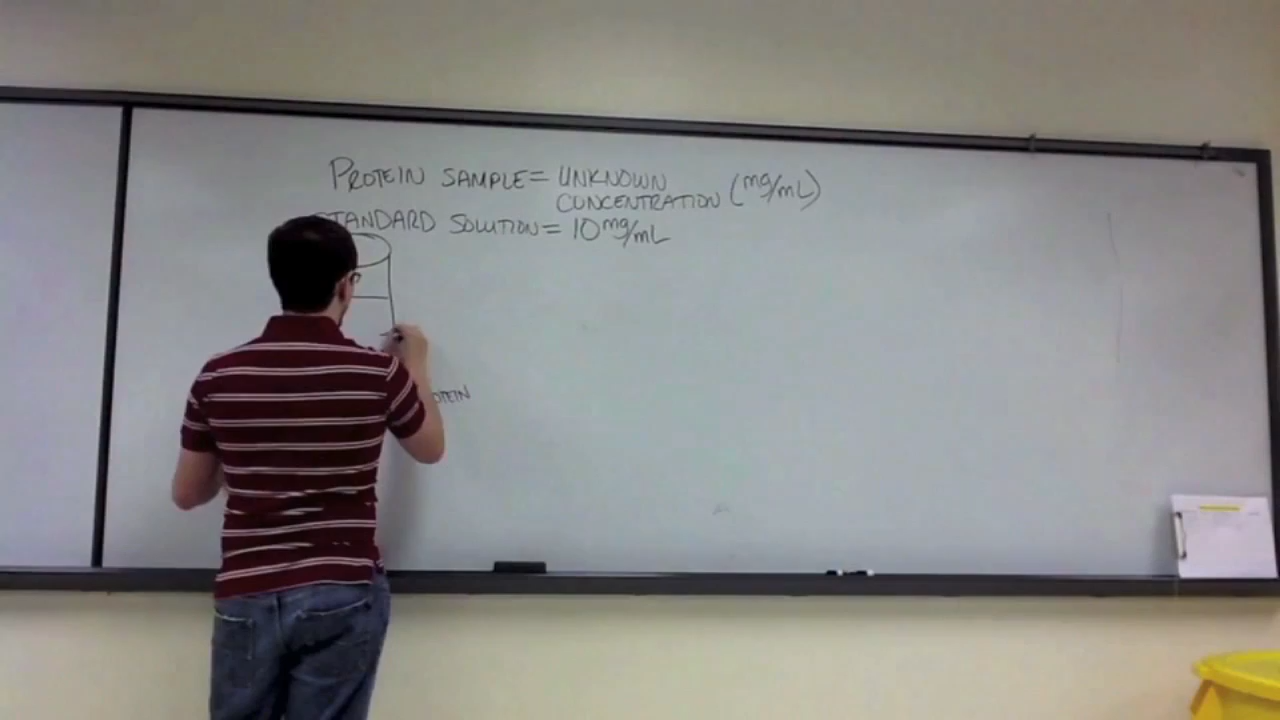 PROTEIN SAMPLE = UNKNOWN
CONCENTRATION (mg/mL)
STANDARD SOLUTION = 10 mg/mL